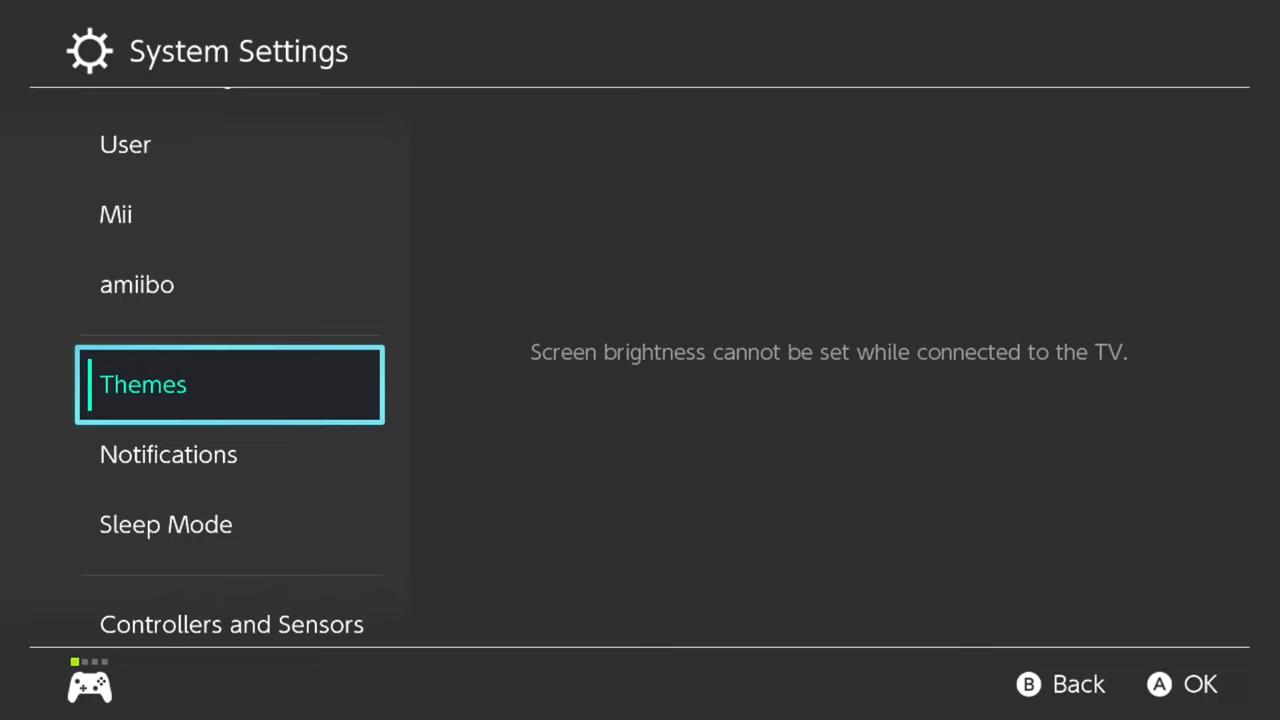 System Settings
User
Mii
amiibo
Themes
Notifications
Sleep Mode
Controllers and Sensors
Screen brightness cannot be set while connected to the TV.
B Back
A OK